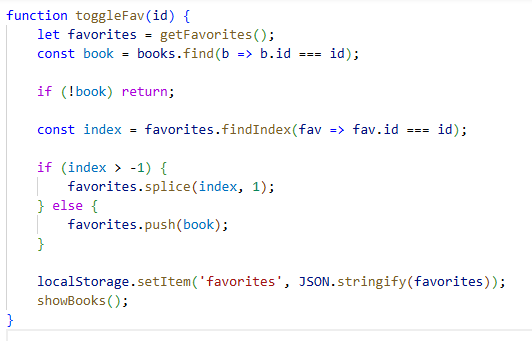 function toggleFav(id) {
    let favorites = getFavorites();
    const book = books.find(b => b.id === id);
    if (!book) return;
    const index = favorites.findIndex(fav => fav.id === id);
    if (index > -1) {
        favorites.splice(index, 1);
    } else {
        favorites.push(book);
    }
    localStorage.setItem('favorites', JSON.stringify(favorites));
    showBooks();
}